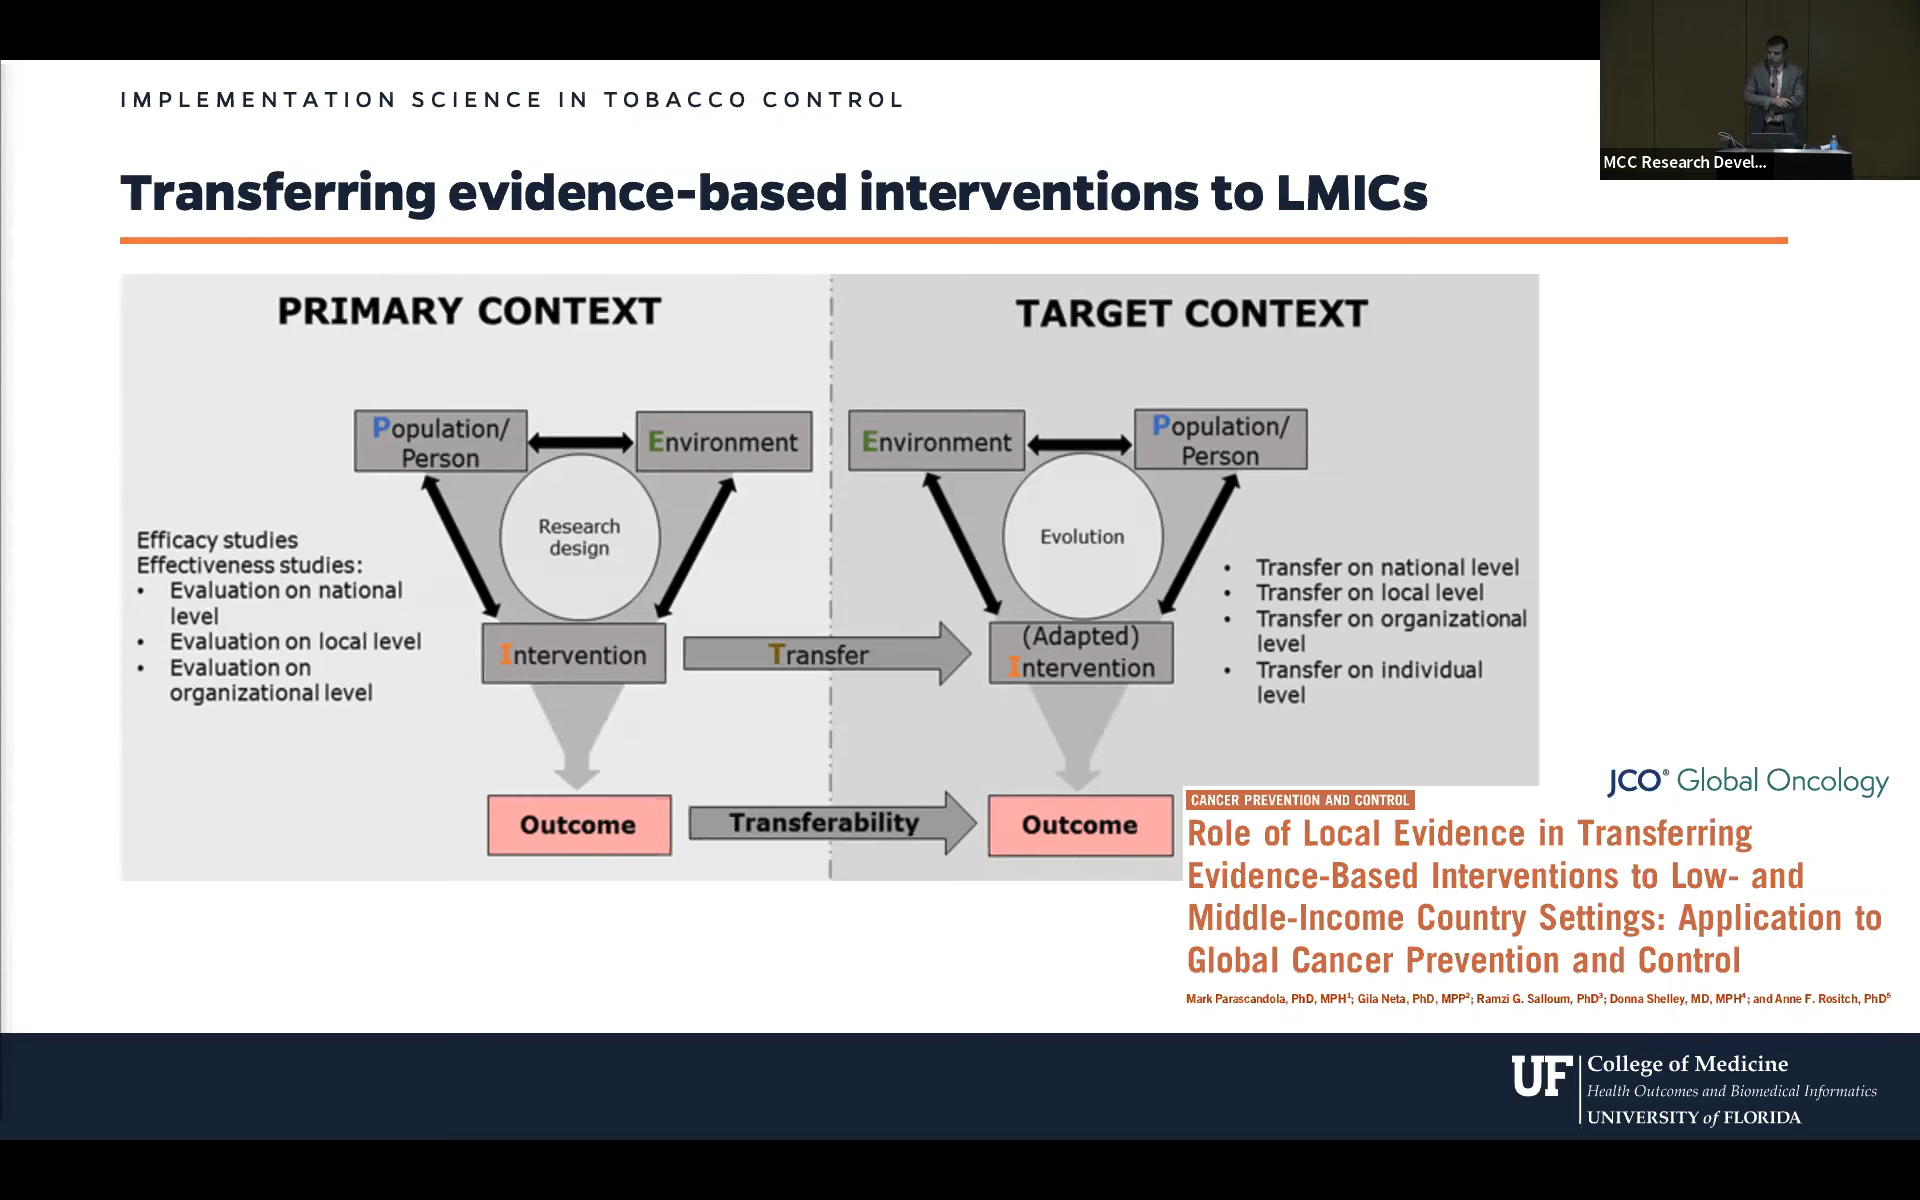 IMPLEMENTATION SCIENCE IN TOBACCO CONTROL
MCC Research Devel...
Transferring evidence-based interventions to LMICs
PRIMARY CONTEXT
Population/
Person
Environment
Research
design
Efficacy studies
Effectiveness studies:
• Evaluation on national
level
• Evaluation on local level
• Evaluation on
organizational level
Intervention
Transfer
Outcome
Transferability
TARGET CONTEXT
Environment
Population/
Person
Evolution
• Transfer on national level
• Transfer on local level
• Transfer on organizational
level
• Transfer on individual
level
(Adapted)
Intervention
Outcome
JCO® Global Oncology
CANCER PREVENTION AND CONTROL
Role of Local Evidence in Transferring
Evidence-Based Interventions to Low- and
Middle-Income Country Settings: Application to
Global Cancer Prevention and Control
Mark Parascandola, PhD, MPH¹; Gila Neta, PhD, MPP²; Ramzi G. Salloum, PhD³; Donna Shelley, MD, MPH⁴; and Anne F. Rositch, PhD⁵
UF
College of Medicine
Health Outcomes and Biomedical Informatics
UNIVERSITY of FLORIDA